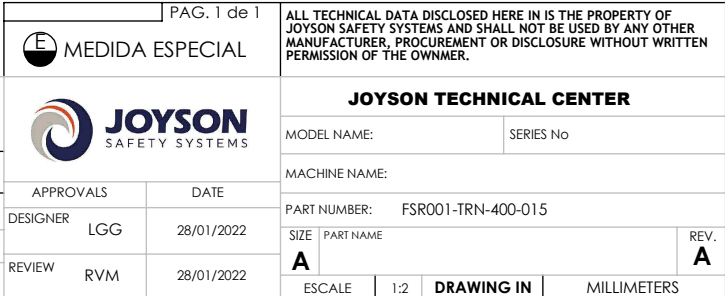 PAG. 1 de 1
E MEDIDA ESPECIAL
ALL TECHNICAL DATA DISCLOSED HERE IN IS THE PROPERTY OF
JOYSON SAFETY SYSTEMS AND SHALL NOT BE USED BY ANY OTHER
MANUFACTURER, PROCUREMENT OR DISCLOSURE WITHOUT WRITTEN
PERMISSION OF THE OWNMER.
JOYSON
SAFETY SYSTEMS
JOYSON TECHNICAL CENTER
MODEL NAME: SERIES No
MACHINE NAME:
APPROVALS DATE
PART NUMBER: FSR001-TRN-400-015
DESIGNER LGG 28/01/2022
SIZE PART NAME REV.
A A
REVIEW RVM 28/01/2022
ESCALE 1:2 DRAWING IN MILLIMETERS